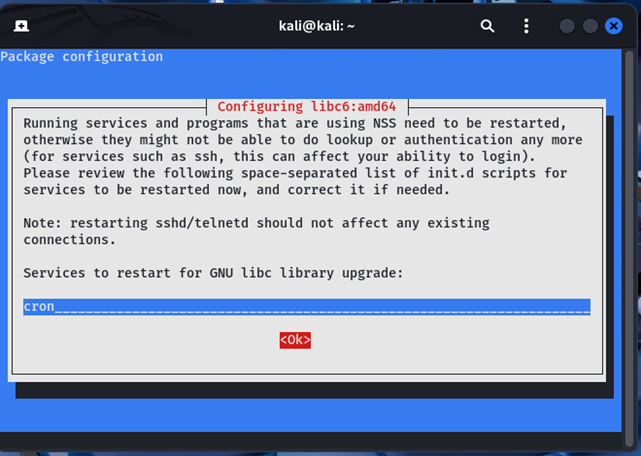 kali@kali: ~
Package configuration
Configuring libc6:amd64
Running services and programs that are using NSS need to be restarted,
otherwise they might not be able to do lookup or authentication any more
(for services such as ssh, this can affect your ability to login).
Please review the following space-separated list of init.d scripts for
services to be restarted now, and correct it if needed.
Note: restarting sshd/telnetd should not affect any existing
connections.
Services to restart for GNU libc library upgrade:
cron
<Ok>